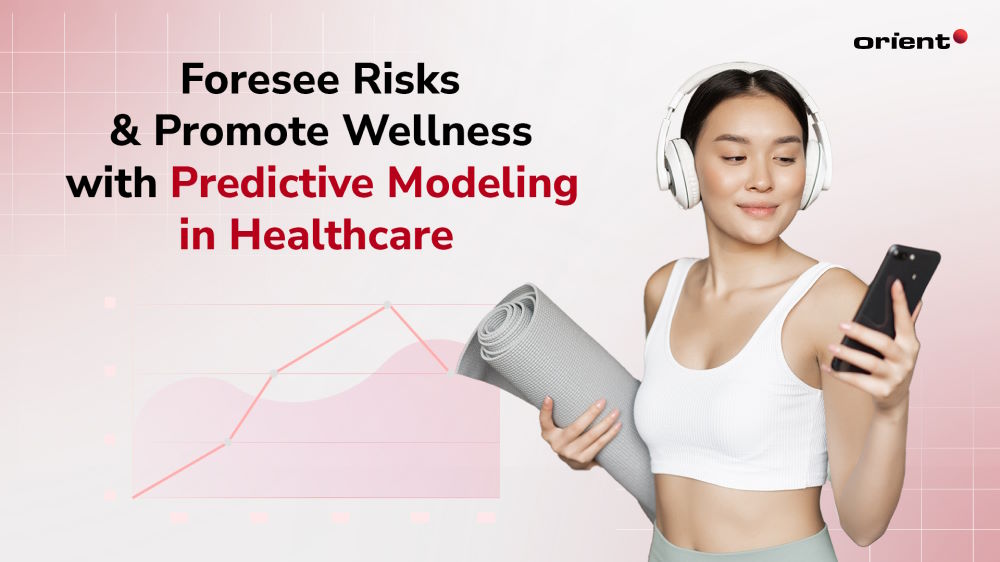 orient
Foresee Risks
& Promote Wellness
with Predictive Modeling
in Healthcare